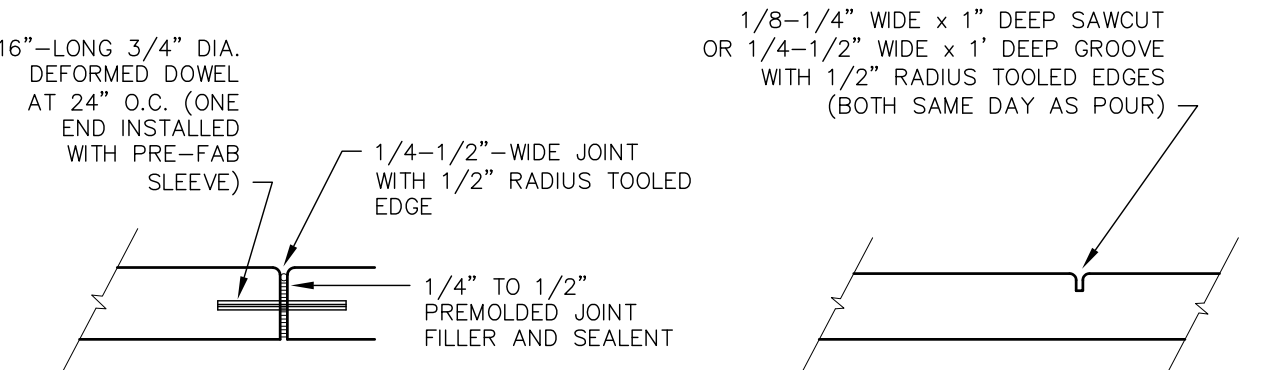 16"-LONG 3/4" DIA.
DEFORMED DOWEL
AT 24" O.C. (ONE
END INSTALLED
WITH PRE-FAB
SLEEVE)
1/4-1/2"-WIDE JOINT
WITH 1/2" RADIUS TOOLED
EDGE
1/4" TO 1/2"
PREMOLDED JOINT
FILLER AND SEALENT
1/8-1/4" WIDE x 1" DEEP SAWCUT
OR 1/4-1/2" WIDE x 1' DEEP GROOVE
WITH 1/2" RADIUS TOOLED EDGES
(BOTH SAME DAY AS POUR)